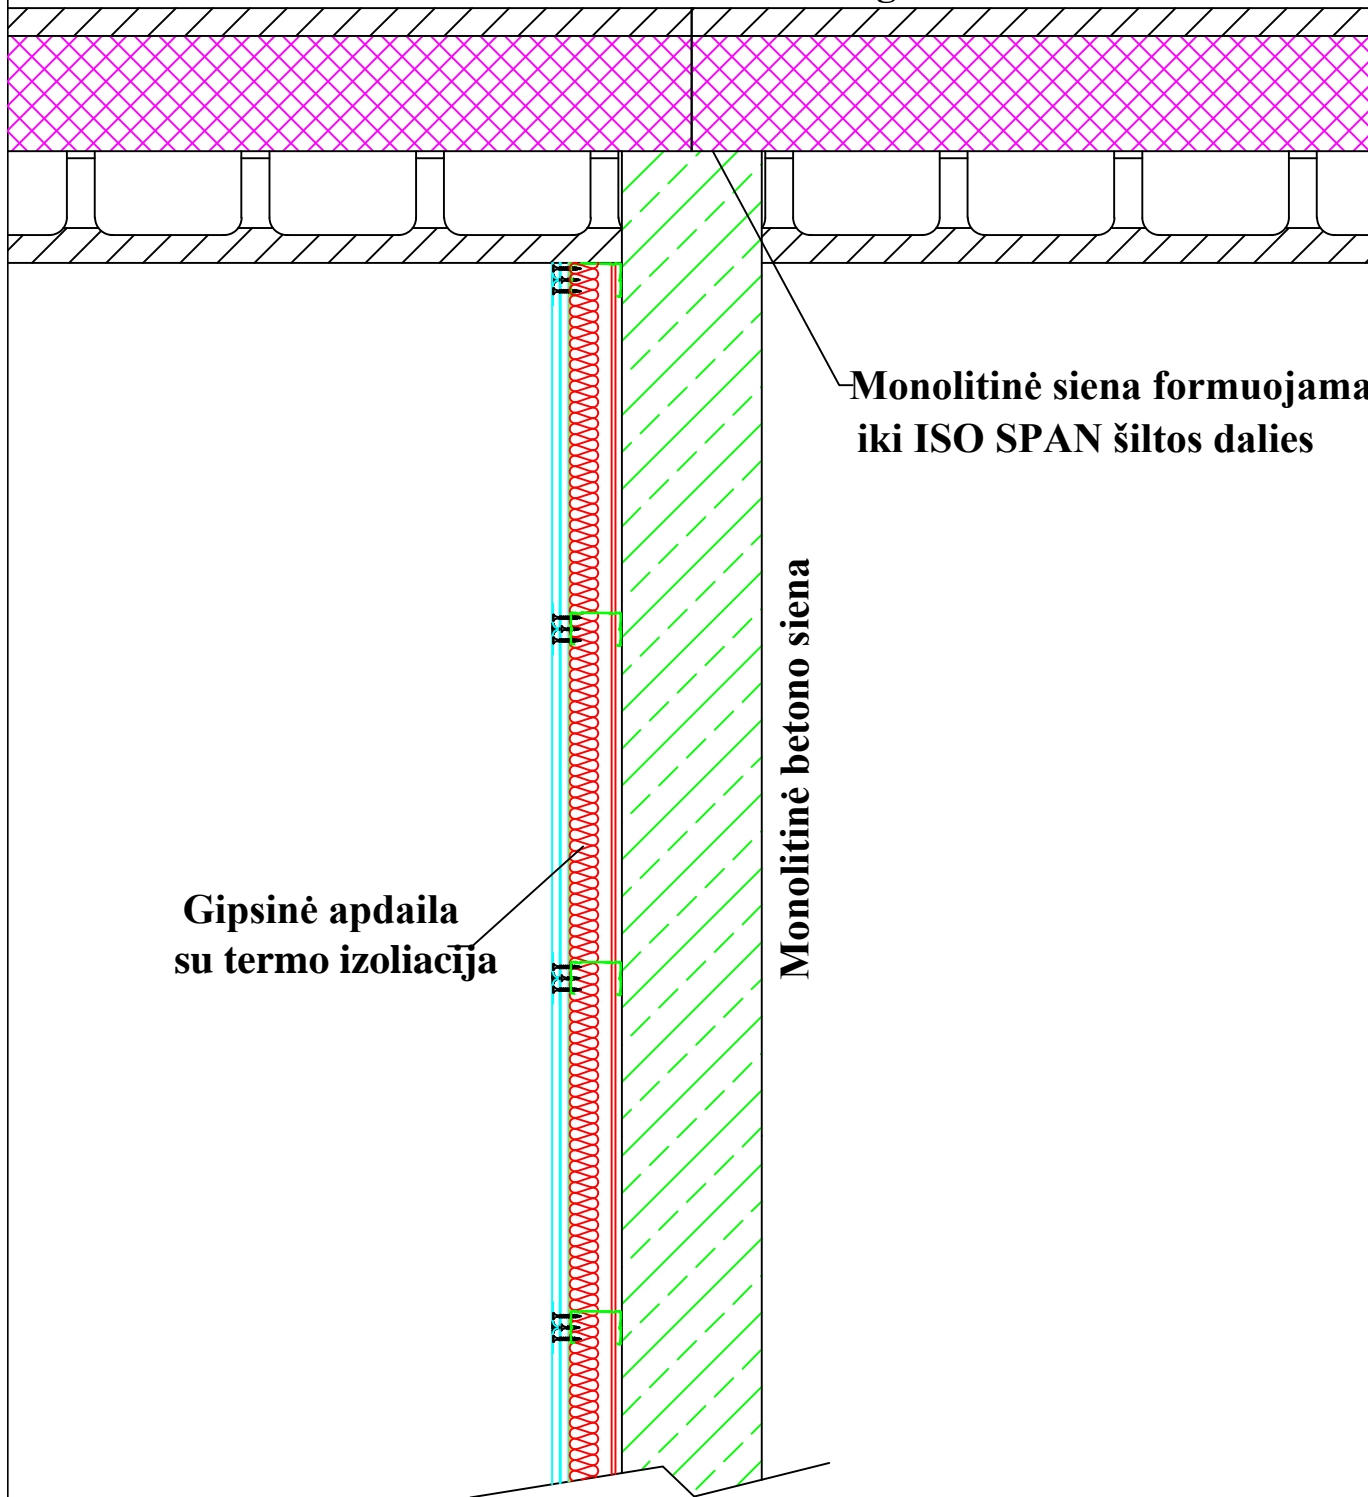 Monolitinė siena formuojama
iki ISO SPAN šiltos dalies
Monolitinė betono siena
Gipsinė apdaila
su termo izoliacija